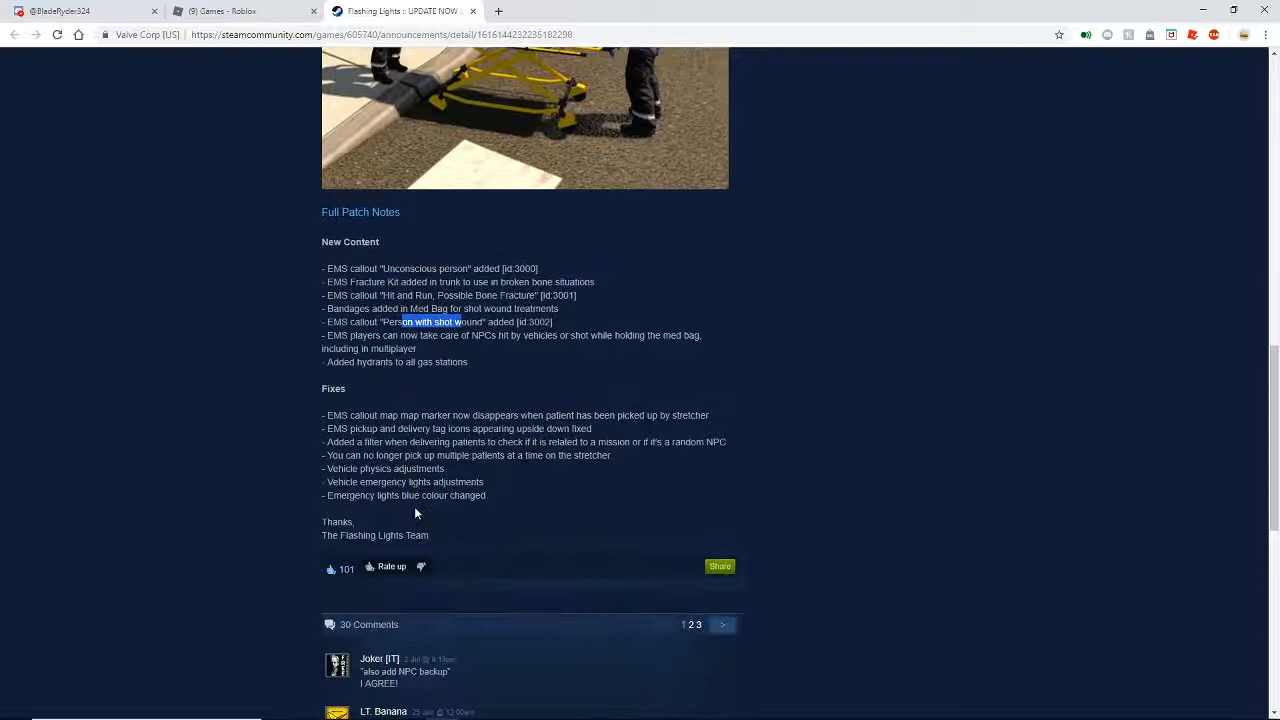 @BladeRyder324
(9) Games - Roblox
Flashing Lights :: UPDATE NOW L
Valve Corp [US]
https://steamcommunity.com/games/605740/announcements/detail/1616144232235182298
Full Patch Notes
New Content
- EMS callout "Unconscious person" added [id:3000]
- EMS Fracture Kit added in trunk to use in broken bone situations
- EMS callout "Hit and Run, Possible Bone Fracture" [Id:3001]
- Bandages added in Med Bag for shot wound treatments
- EMS callout "Person with shot wound" added [id:3002]
- EMS players can now take care of NPCs hit by vehicles or shot while holding the med bag,
including in multiplayer
- Added hydrants to all gas stations
Fixes
- EMS callout map map marker now disappears when patient has been picked up by stretcher
- EMS pickup and delivery tag icons appearing upside down fixed
- Added a filter when delivering patients to check if it is related to a mission or if it's a random NPC
- You can no longer pick up multiple patients at a time on the stretcher
- Vehicle physics adjustments
- Vehicle emergency lights adjustments
- Emergency lights blue colour changed
Thanks,
The Flashing Lights Team
101
Rate up
Share
30 Comments
1 2 3 >
Joker [IT]
"also add NPC backup"
I AGREE!
LT. Banana